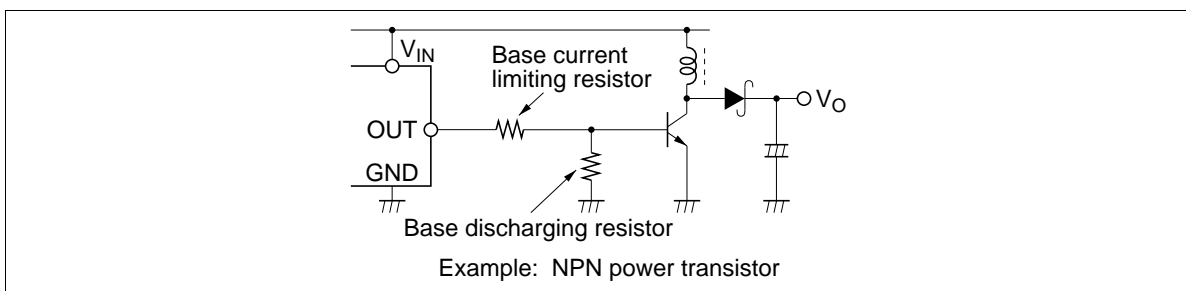 V_IN
Base current
limiting resistor
OUT
V_O
GND
Base discharging resistor
Example: NPN power transistor